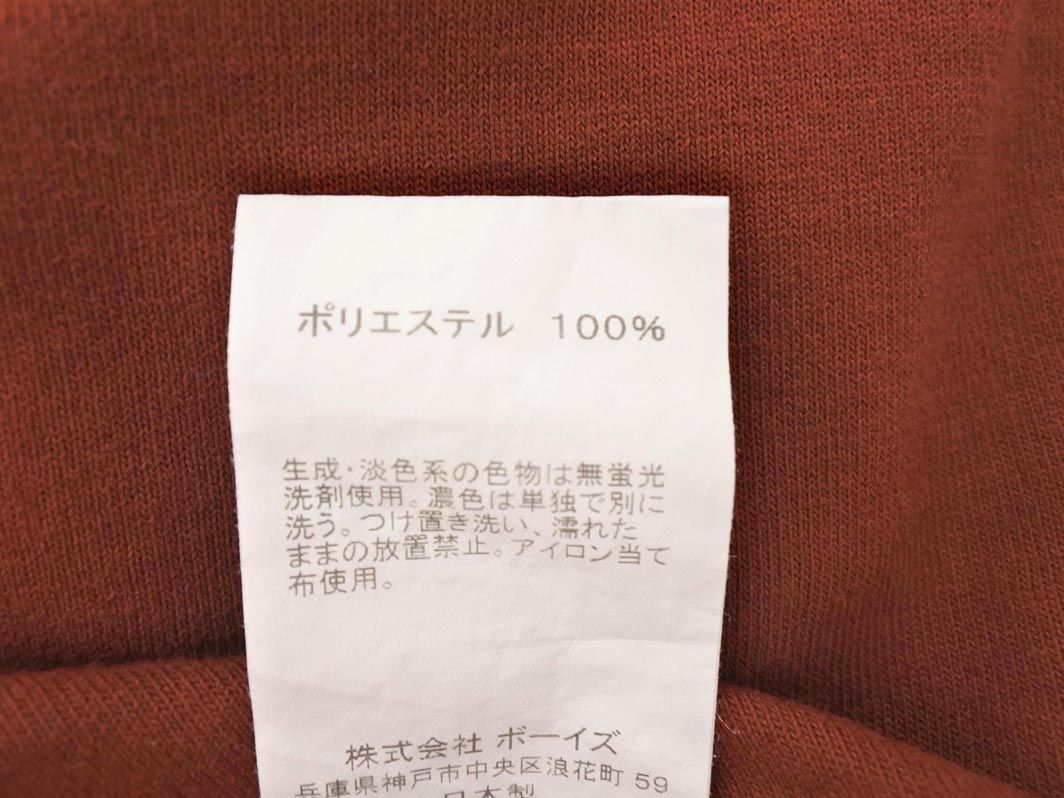 ポリエステル 100%
生成・淡色系の色物は無蛍光
洗剤使用。濃色は単独で別に
洗う。つけ置き洗い、濡れた
ままの放置禁止。アイロン当て
布使用。
株式会社 ボーイズ
兵庫県神戸市中央区浪花町 59
日本製